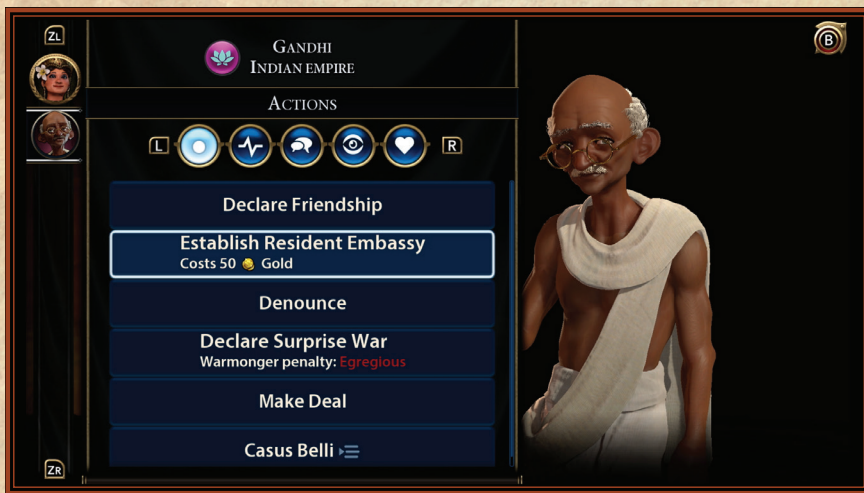 ZL
GANDHI
INDIAN EMPIRE
B
ACTIONS
L
R
Declare Friendship
Establish Resident Embassy
Costs 50 Gold
Denounce
Declare Surprise War
Warmonger penalty: Egregious
Make Deal
Casus Belli
ZR